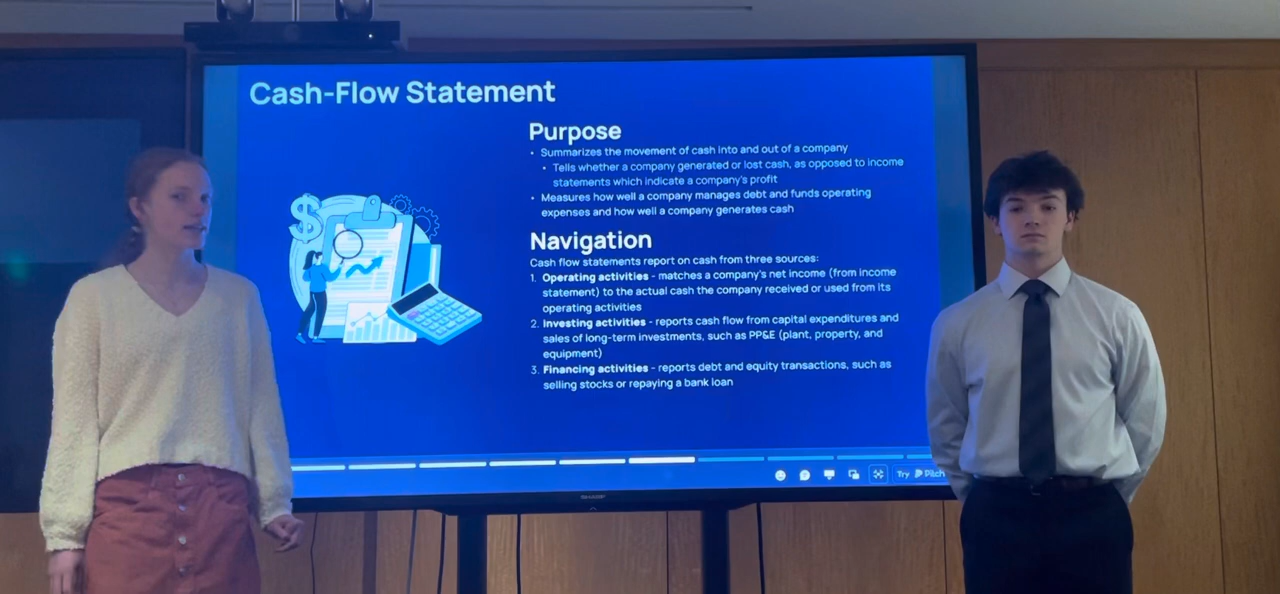 Cash-Flow Statement
Purpose
• Summarizes the movement of cash into and out of a company
• Tells whether a company generated or lost cash, as opposed to income
statements which indicate a company's profit
• Measures how well a company manages debt and funds operating
expenses and how well a company generates cash
Navigation
Cash flow statements report on cash from three sources:
1. Operating activities - matches a company's net income (from income
statement) to the actual cash the company received or used from its
operating activities
2. Investing activities - reports cash flow from capital expenditures and
sales of long-term investments, such as PP&E (plant, property, and
equipment)
3. Financing activities - reports debt and equity transactions, such as
selling stocks or repaying a bank loan
$
Try Pitch
SHARP